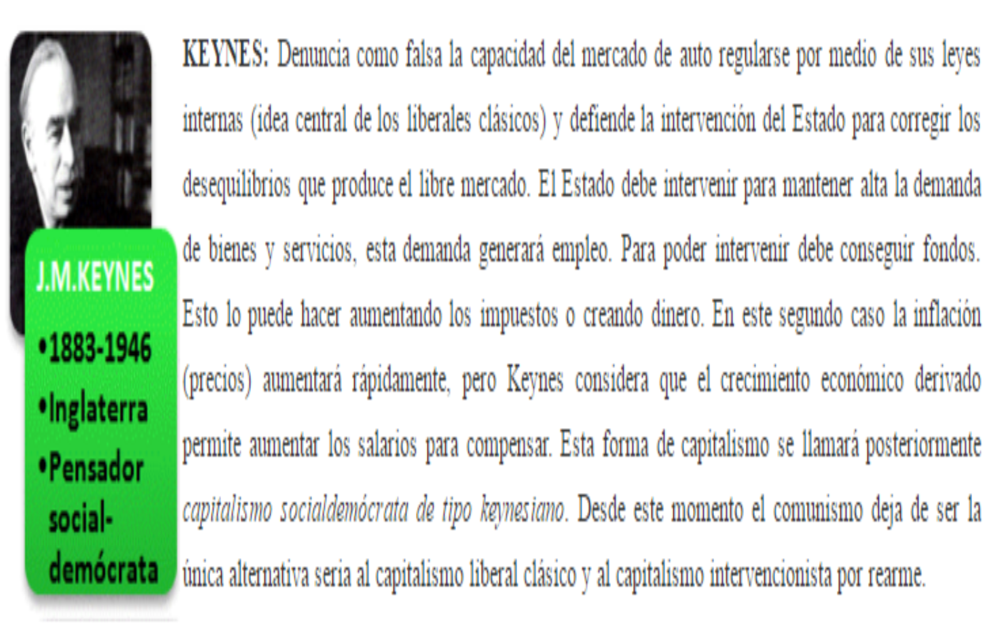 KEYNES: Denuncia como falsa la capacidad del mercado de auto regularse por medio de sus leyes
internas (idea central de los liberales clásicos) y defiende la intervención del Estado para corregir los
desequilibrios que produce el libre mercado. El Estado debe intervenir para mantener alta la demanda
de bienes y servicios, esta demanda generará empleo. Para poder intervenir debe conseguir fondos.
Esto lo puede hacer aumentando los impuestos o creando dinero. En este segundo caso la inflación
(precios) aumentará rápidamente, pero Keynes considera que el crecimiento económico derivado
permite aumentar los salarios para compensar. Esta forma de capitalismo se llamará posteriormente
capitalismo socialdemócrata de tipo keynesiano. Desde este momento el comunismo deja de ser la
única alternativa seria al capitalismo liberal clásico y al capitalismo intervencionista por rearme.
J.M.KEYNES
•1883-1946
•Inglaterra
•Pensador
social-
demócrata